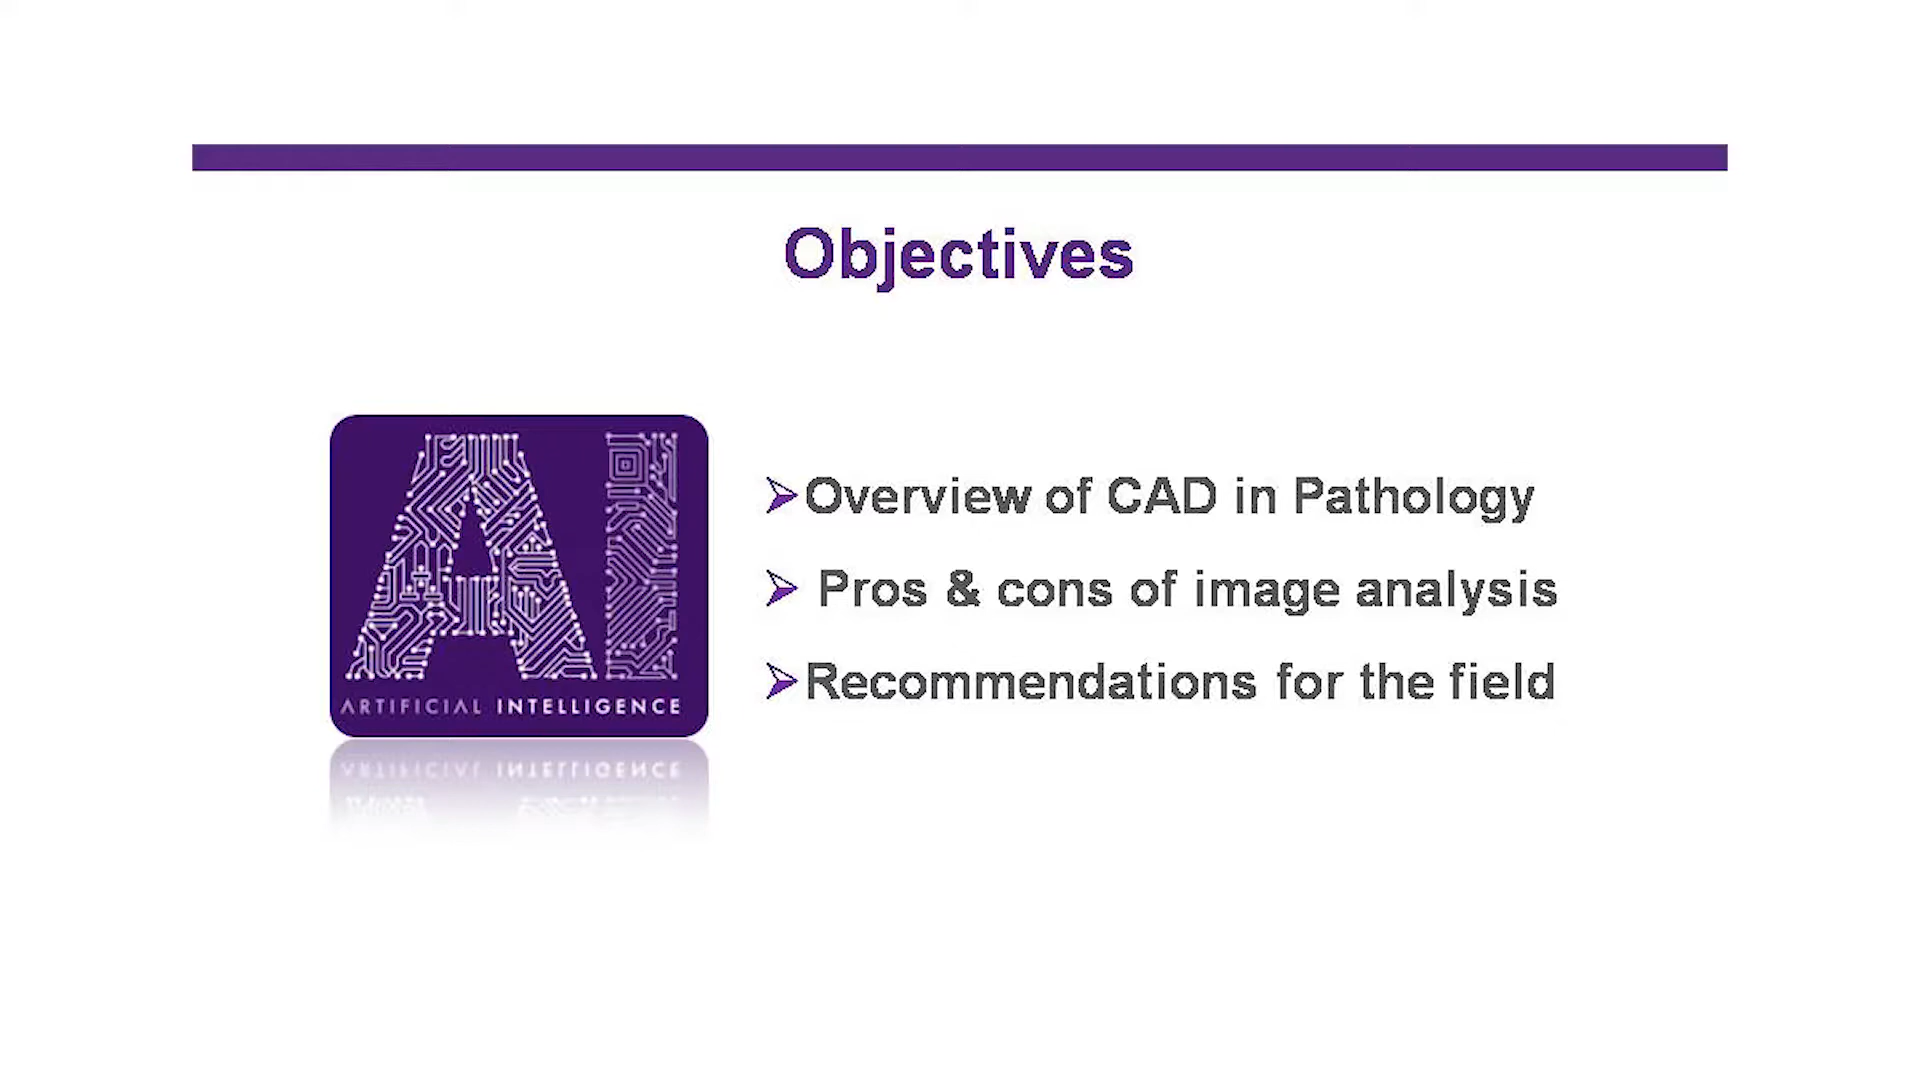 Objectives
AI
ARTIFICIAL INTELLIGENCE
Overview of CAD in Pathology
Pros & cons of image analysis
Recommendations for the field